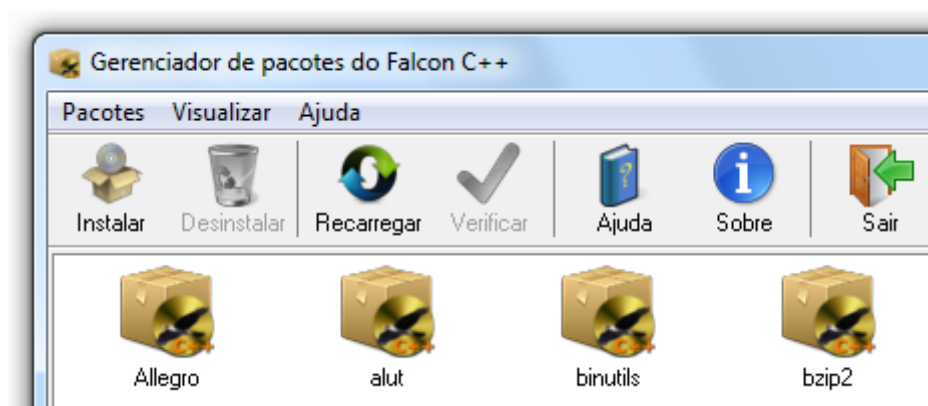 Gerenciador de pacotes do Falcon C++
Pacotes Visualizar Ajuda
Instalar Desinstalar Recarregar Verificar Ajuda Sobre Sair
C++ C++ C++ C++
Allegro alut binutils bzip2